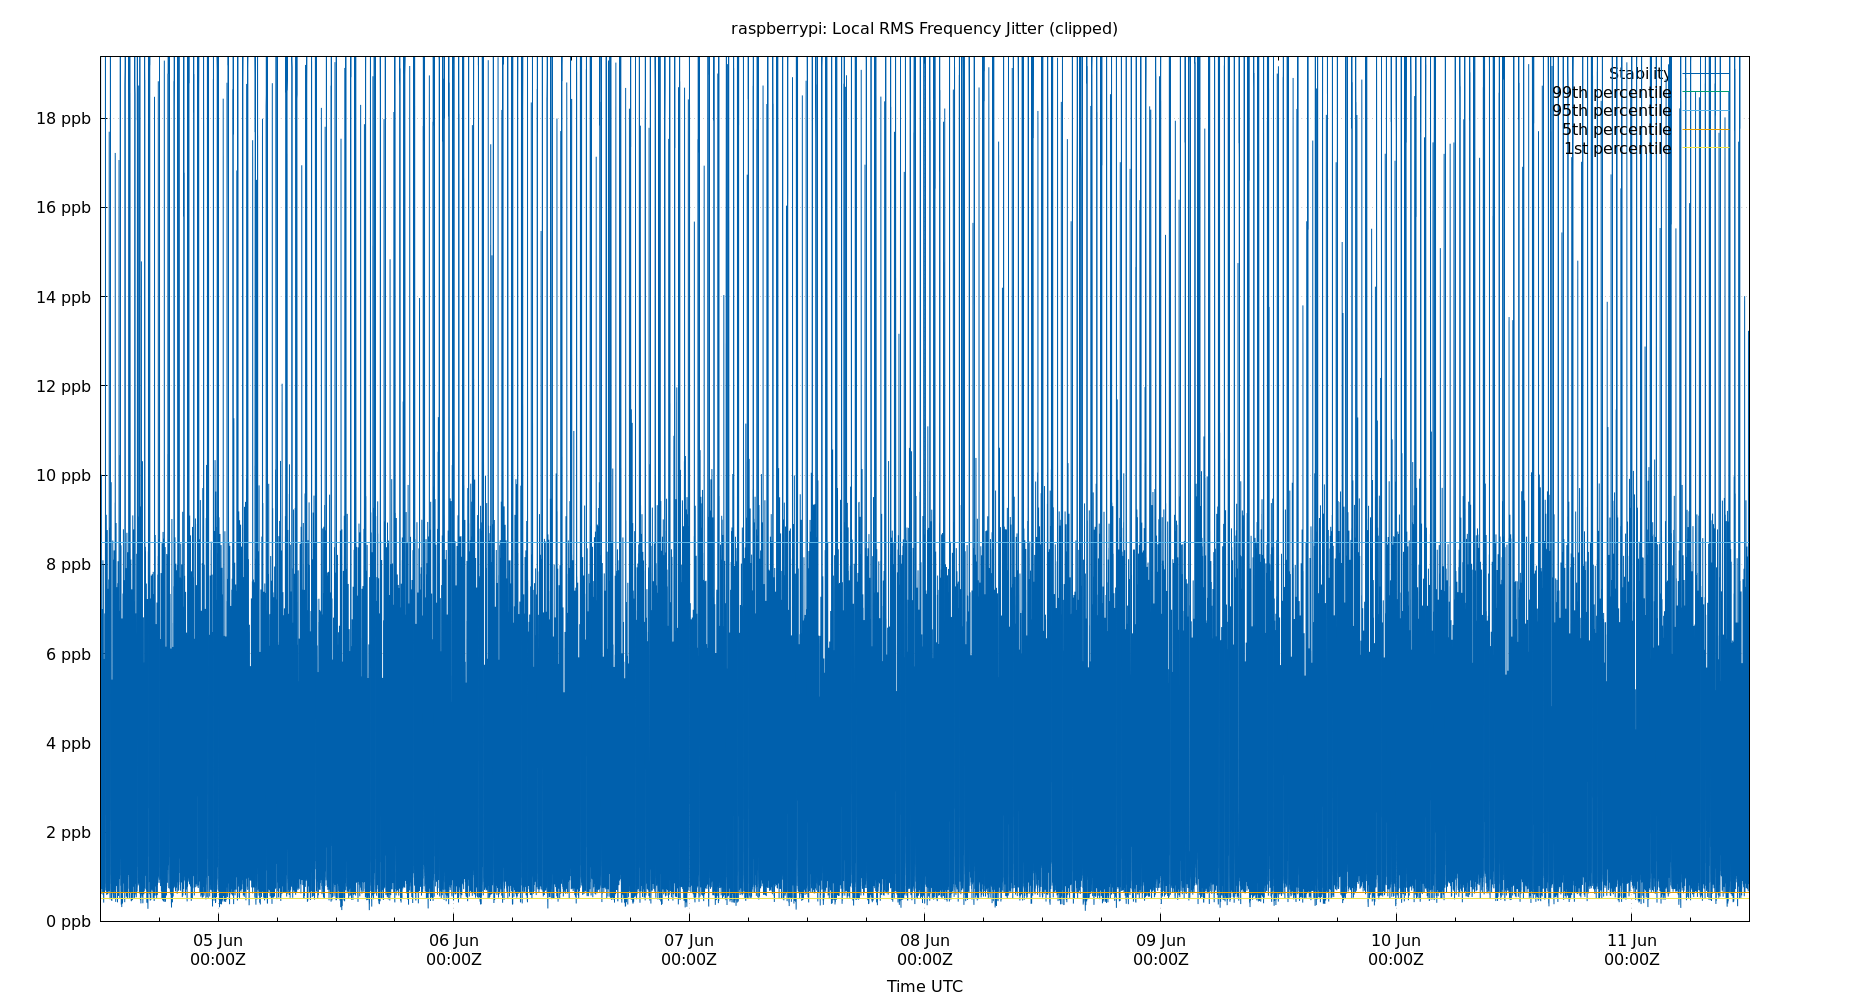 raspberrypi: Local RMS Frequency Jitter (clipped)
Stability
99th percentile
95th percentile
5th percentile
1st percentile
18 ppb
16 ppb
14 ppb
12 ppb
10 ppb
8 ppb
6 ppb
4 ppb
2 ppb
0 ppb
05 Jun 06 Jun 07 Jun 08 Jun 09 Jun 10 Jun 11 Jun
00:00Z 00:00Z 00:00Z 00:00Z 00:00Z 00:00Z 00:00Z
Time UTC